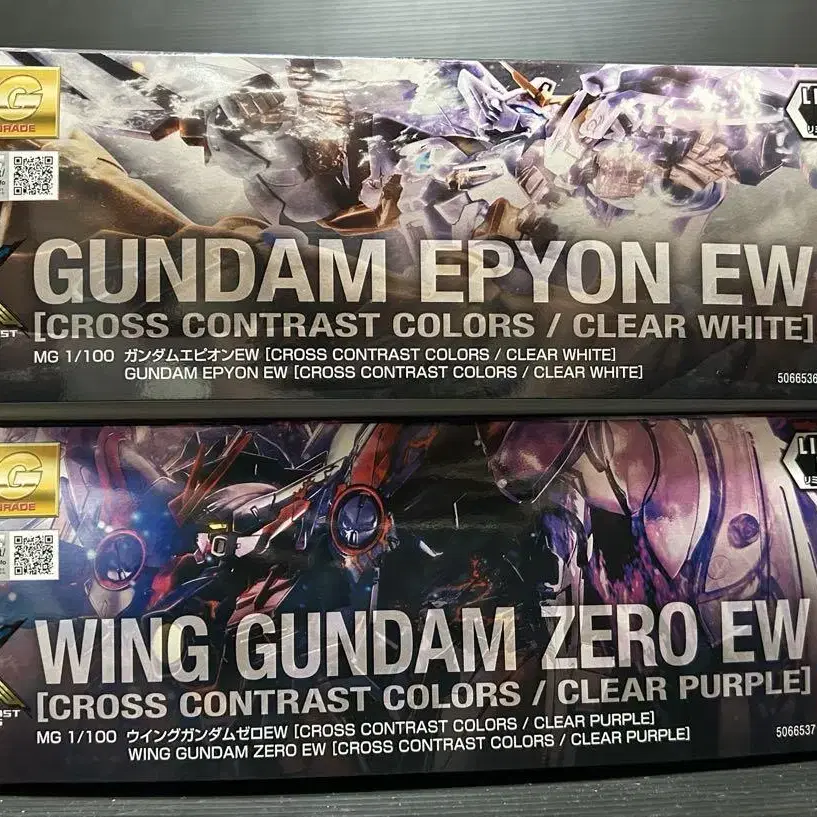 G
RADE
GUNDAM EPYON EW
[CROSS CONTRAST COLORS / CLEAR WHITE]
MG 1/100 ガンダムエピオンEW [CROSS CONTRAST COLORS / CLEAR WHITE]
GUNDAM EPYON EW [CROSS CONTRAST COLORS / CLEAR WHITE]
5066536
G
RADE
WING GUNDAM ZERO EW
[CROSS CONTRAST COLORS / CLEAR PURPLE]
MG 1/100 ウイングガンダムゼロEW [CROSS CONTRAST COLORS / CLEAR PURPLE]
WING GUNDAM ZERO EW [CROSS CONTRAST COLORS / CLEAR PURPLE]
5066537